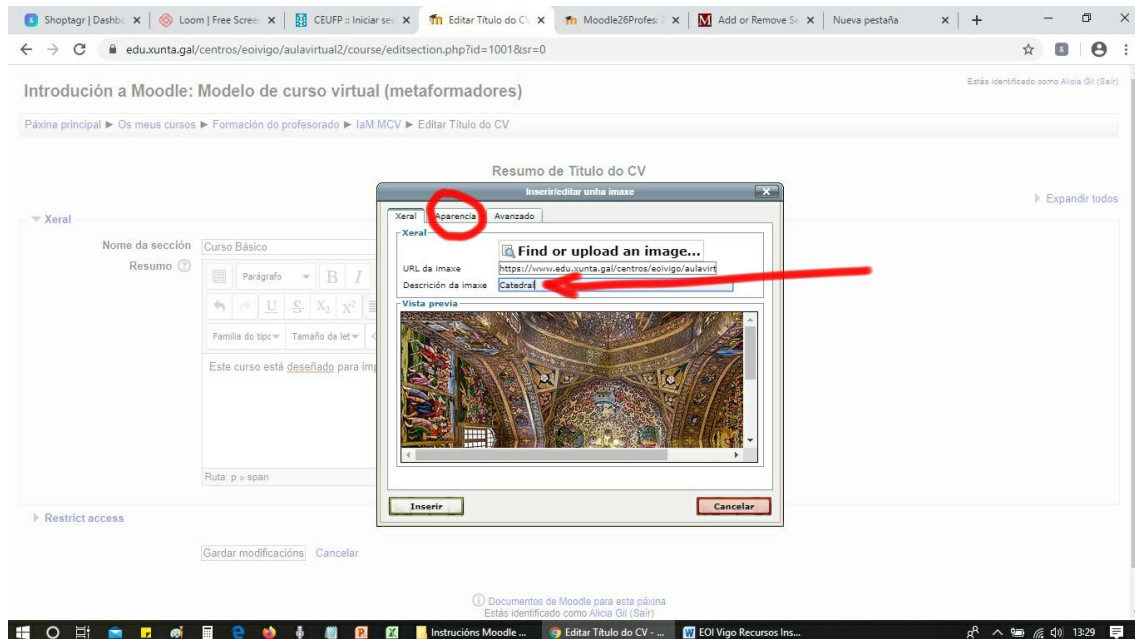 Shoptagr | Dashbo
Loom | Free Scree
CEUFP :: Iniciar ses
Editar Título do C
Moodle26Profes:
Add or Remove Se
Nueva pestaña
edu.xunta.gal/centros/eoivigo/aulavirtual2/course/editsection.php?id=1001&sr=0
Estás identificado como Alicia Gil (Saír)
Introdución a Moodle: Modelo de curso virtual (metaformadores)
Páxina principal ► Os meus cursos ► Formación do profesorado ► IaM:MCV ► Editar Título do CV
Resumo de Título do CV
Expandir todos
Xeral
Nome da sección
Curso Básico
Resumo
Parágrafo
B I
U S X2 X2
Familia do tipo
Tamaño da let
Este curso está deseñado para imp
Ruta: p » span
Inserir/editar unha imaxe
Xeral
Aparencia
Avanzado
Xeral
Find or upload an image...
URL da imaxe
https://www.edu.xunta.gal/centros/eoivigo/aulavirt
Descrición da imaxe
Catedral
Vista previa
Inserir
Cancelar
Restrict access
Gardar modificacións
Cancelar
Documentos de Moodle para esta páxina
Estás identificado como Alicia Gil (Saír)
Instrucións Moodle ...
Editar Título do CV - ...
EOI Vigo Recursos Ins...
13:29